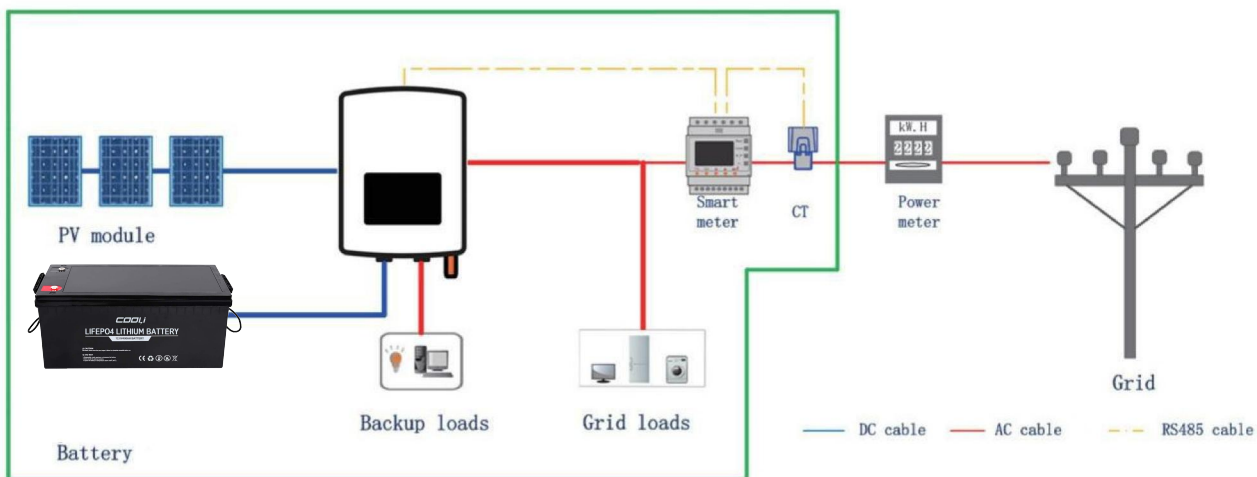 kW.H
Smart
meter
CT
Power
meter
PV module
COOLI
LIFEPO4 LITHIUM BATTERY
Backup loads
Grid loads
Grid
Battery
DC cable
AC cable
RS485 cable